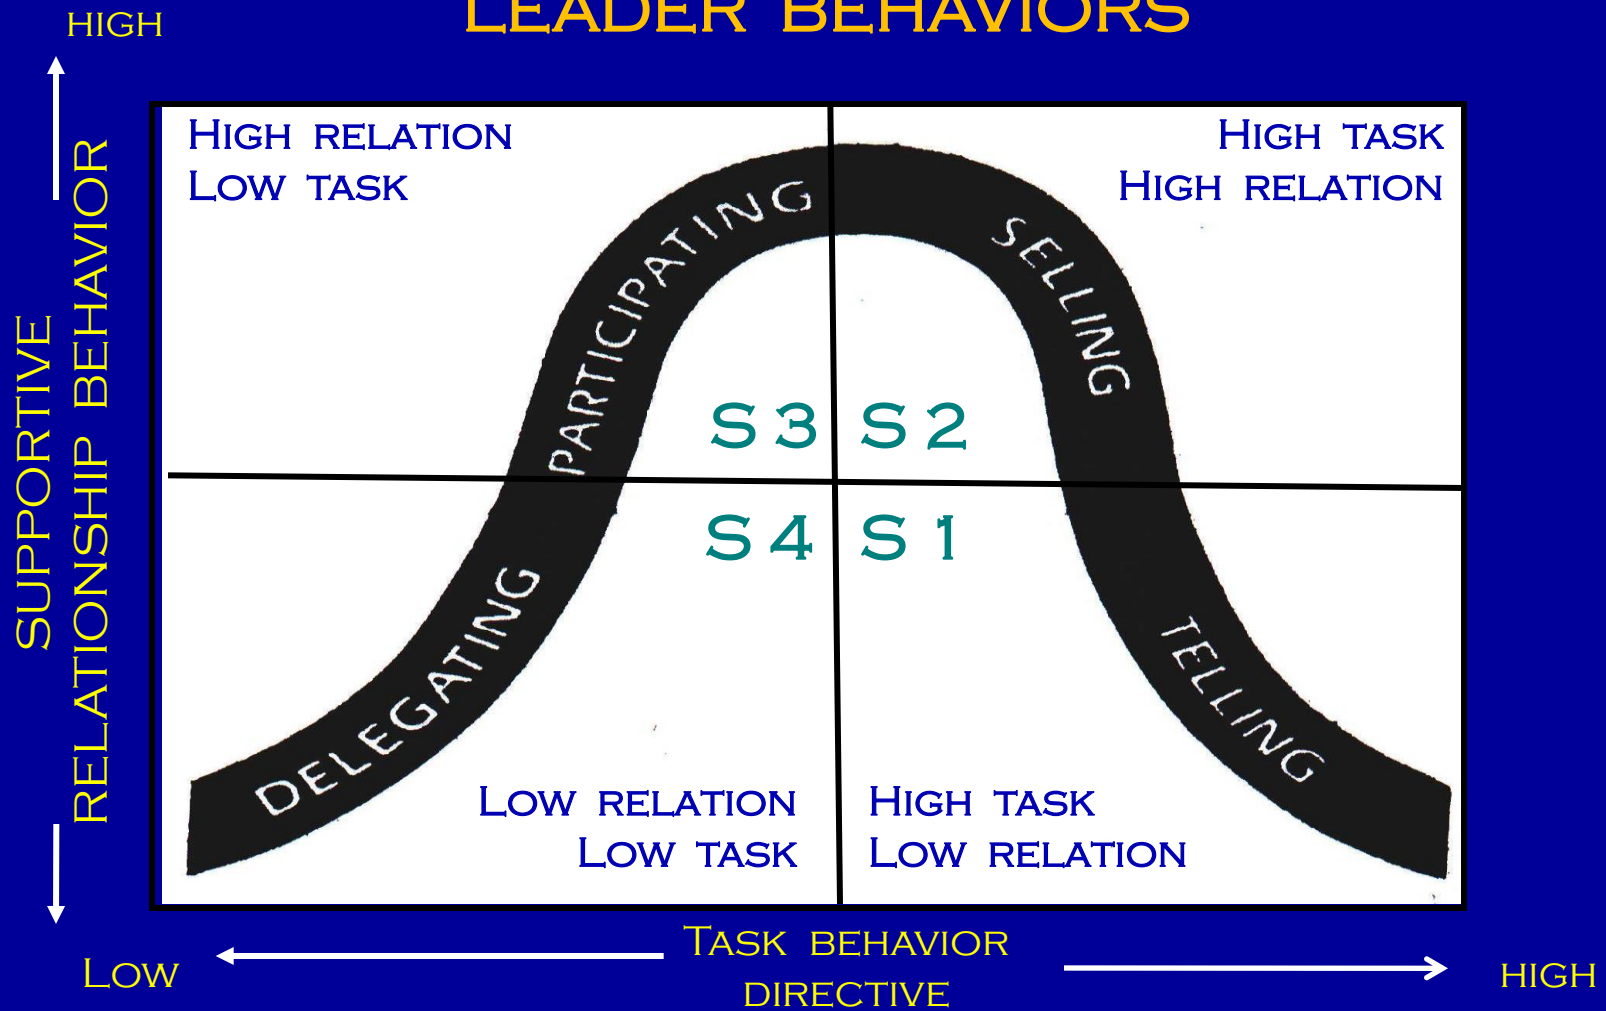 LEADER BEHAVIORS
HIGH
SUPPORTIVE
RELATIONSHIP BEHAVIOR
HIGH RELATION
LOW TASK
HIGH TASK
HIGH RELATION
PARTICIPATING
SELLING
S 3
S 2
S 4
S 1
DELEGATING
TELLING
LOW RELATION
LOW TASK
HIGH TASK
LOW RELATION
LOW
TASK BEHAVIOR
DIRECTIVE
HIGH